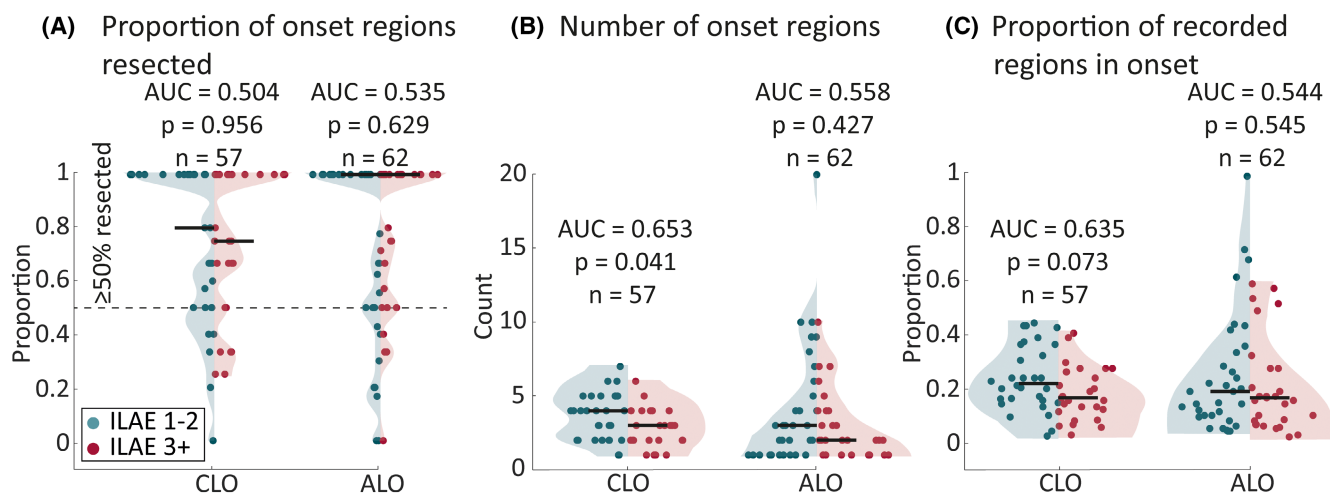 (A) Proportion of onset regions
resected
AUC = 0.504
p = 0.956
n = 57
AUC = 0.535
p = 0.629
n = 62
Proportion
1
0.8
0.6
0.4
0.2
0
≥50% resected
ILAE 1-2
ILAE 3+
CLO
ALO
(B) Number of onset regions
AUC = 0.653
p = 0.041
n = 57
AUC = 0.558
p = 0.427
n = 62
Count
20
15
10
5
0
CLO
ALO
(C) Proportion of recorded
regions in onset
AUC = 0.635
p = 0.073
n = 57
AUC = 0.544
p = 0.545
n = 62
Proportion
1
0.8
0.6
0.4
0.2
0
CLO
ALO